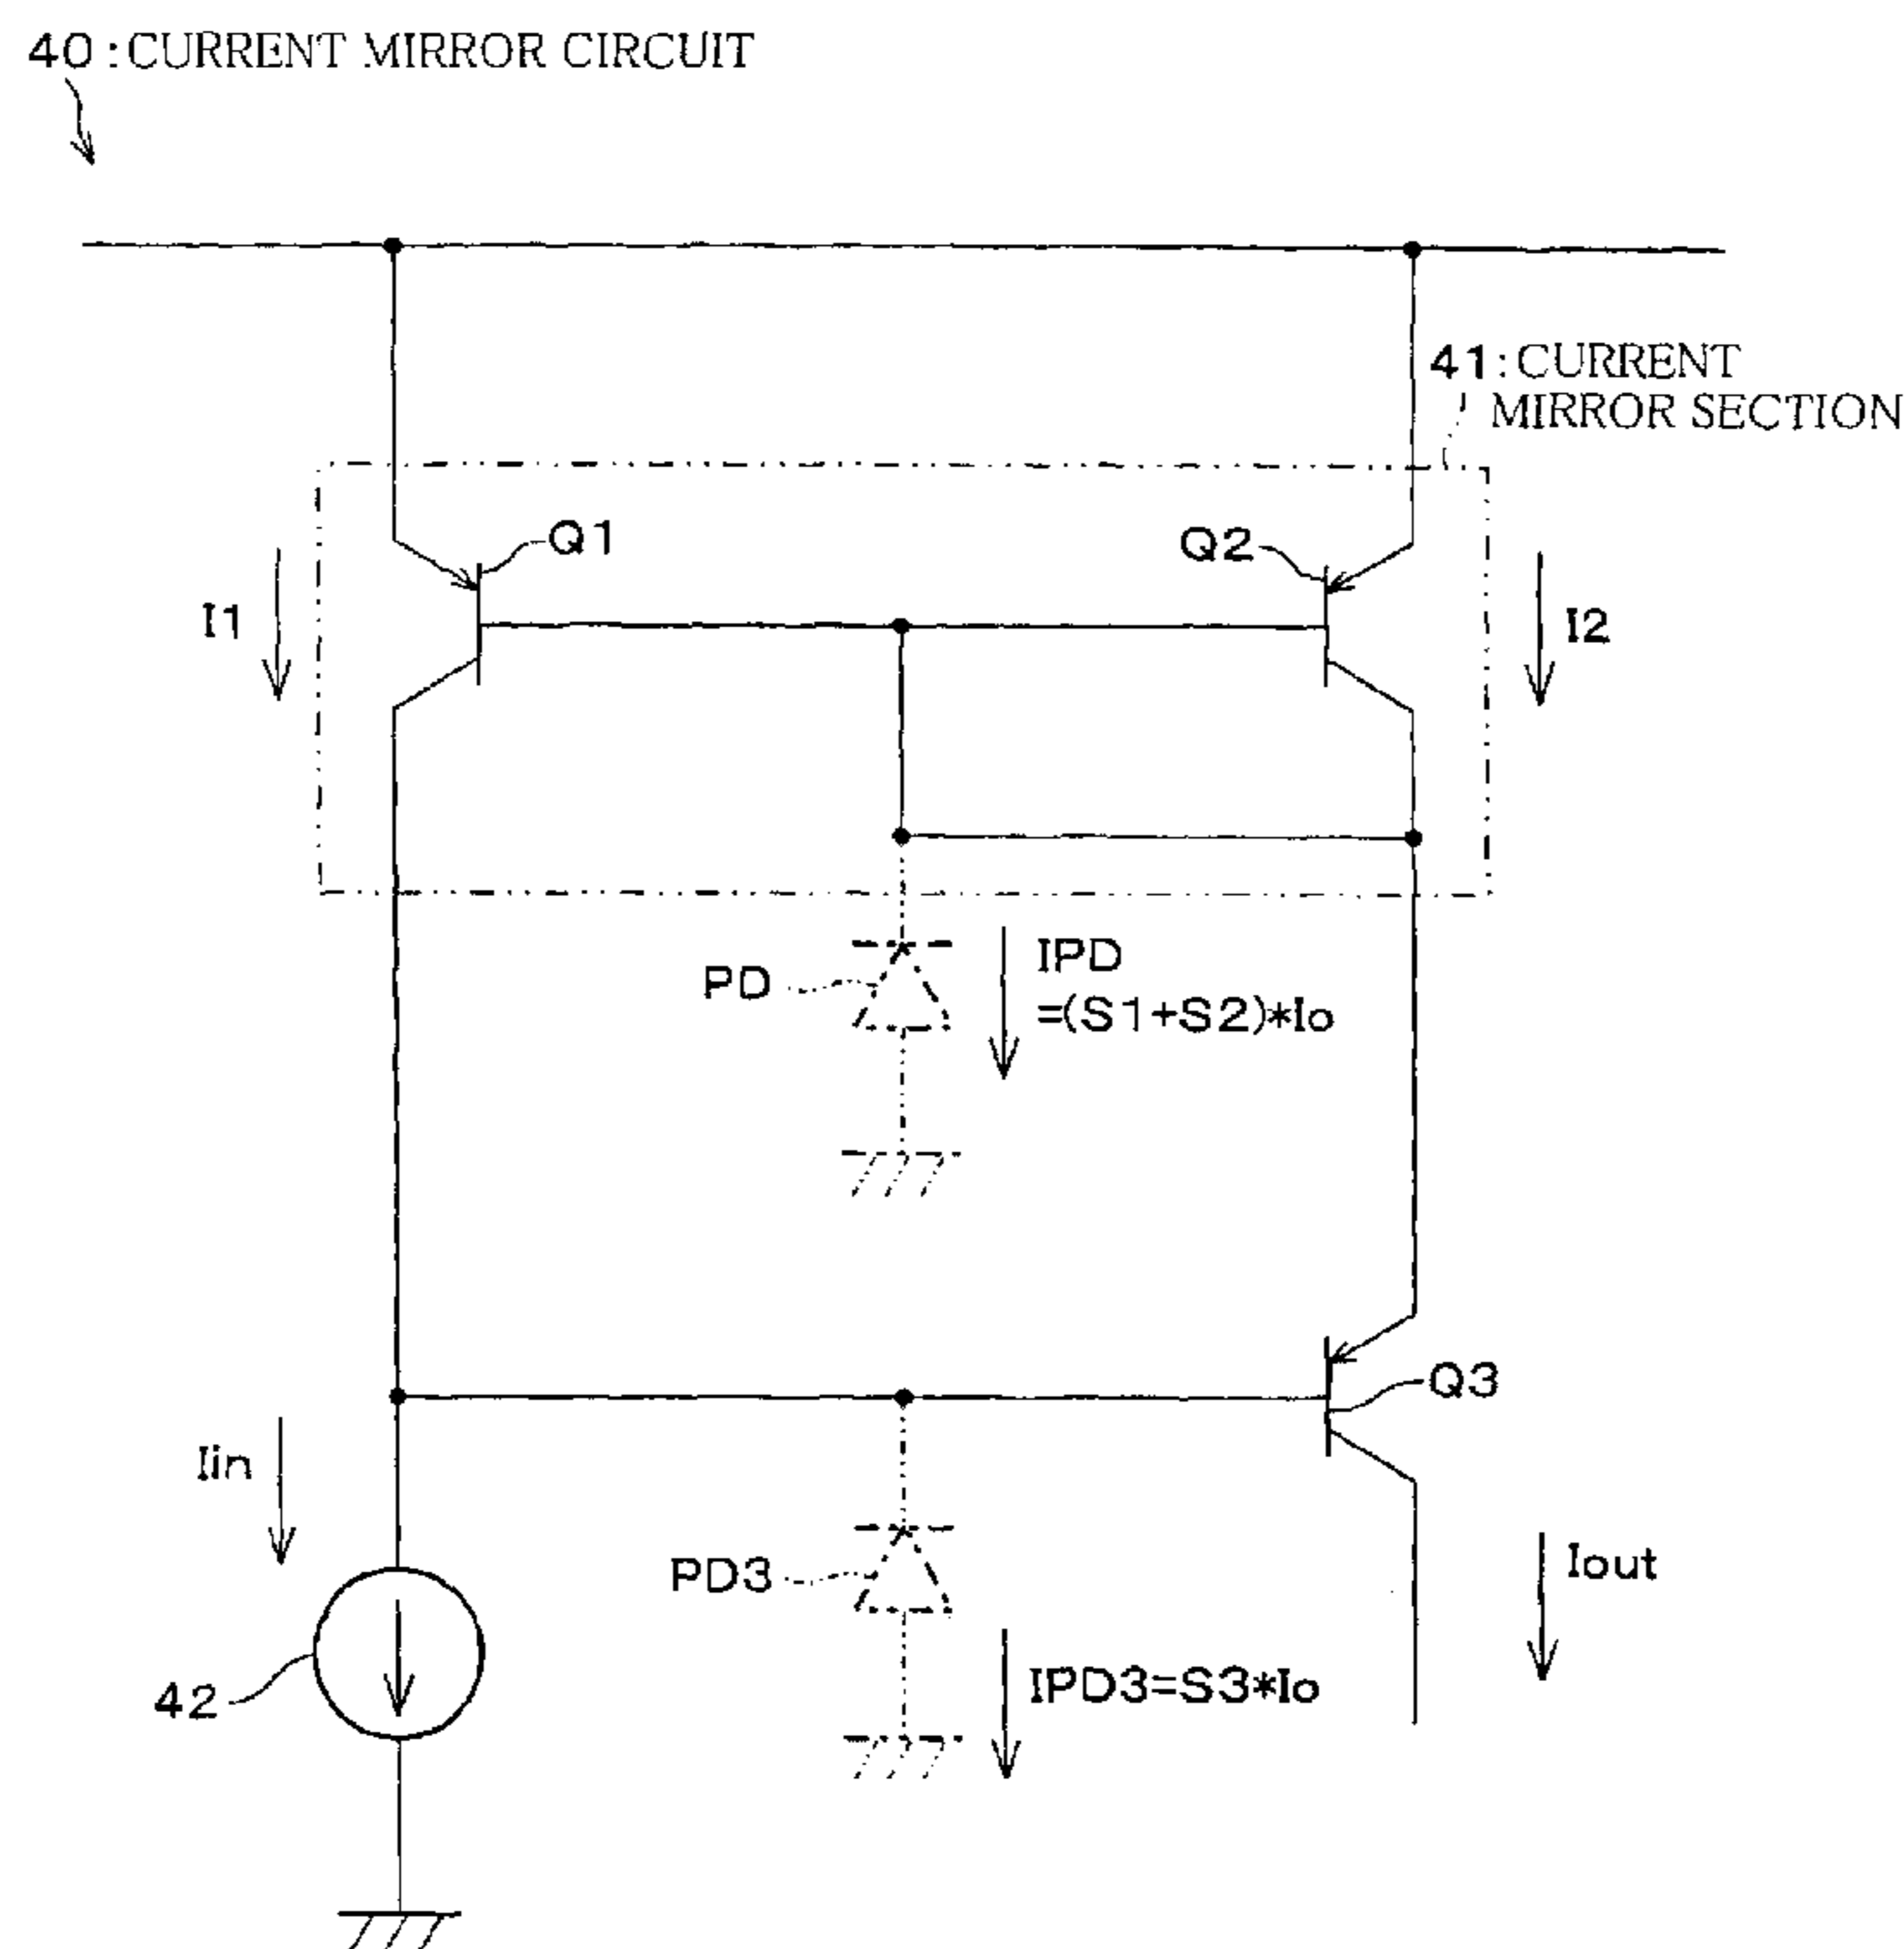 40:CURRENT MIRROR CIRCUIT
41:CURRENT
MIRROR SECTION
Q1
Q2
I1
I2
IPD
=(S1+S2)*Io
PD
Q3
Iin
PD3
Iout
IPD3=S3*Io
42